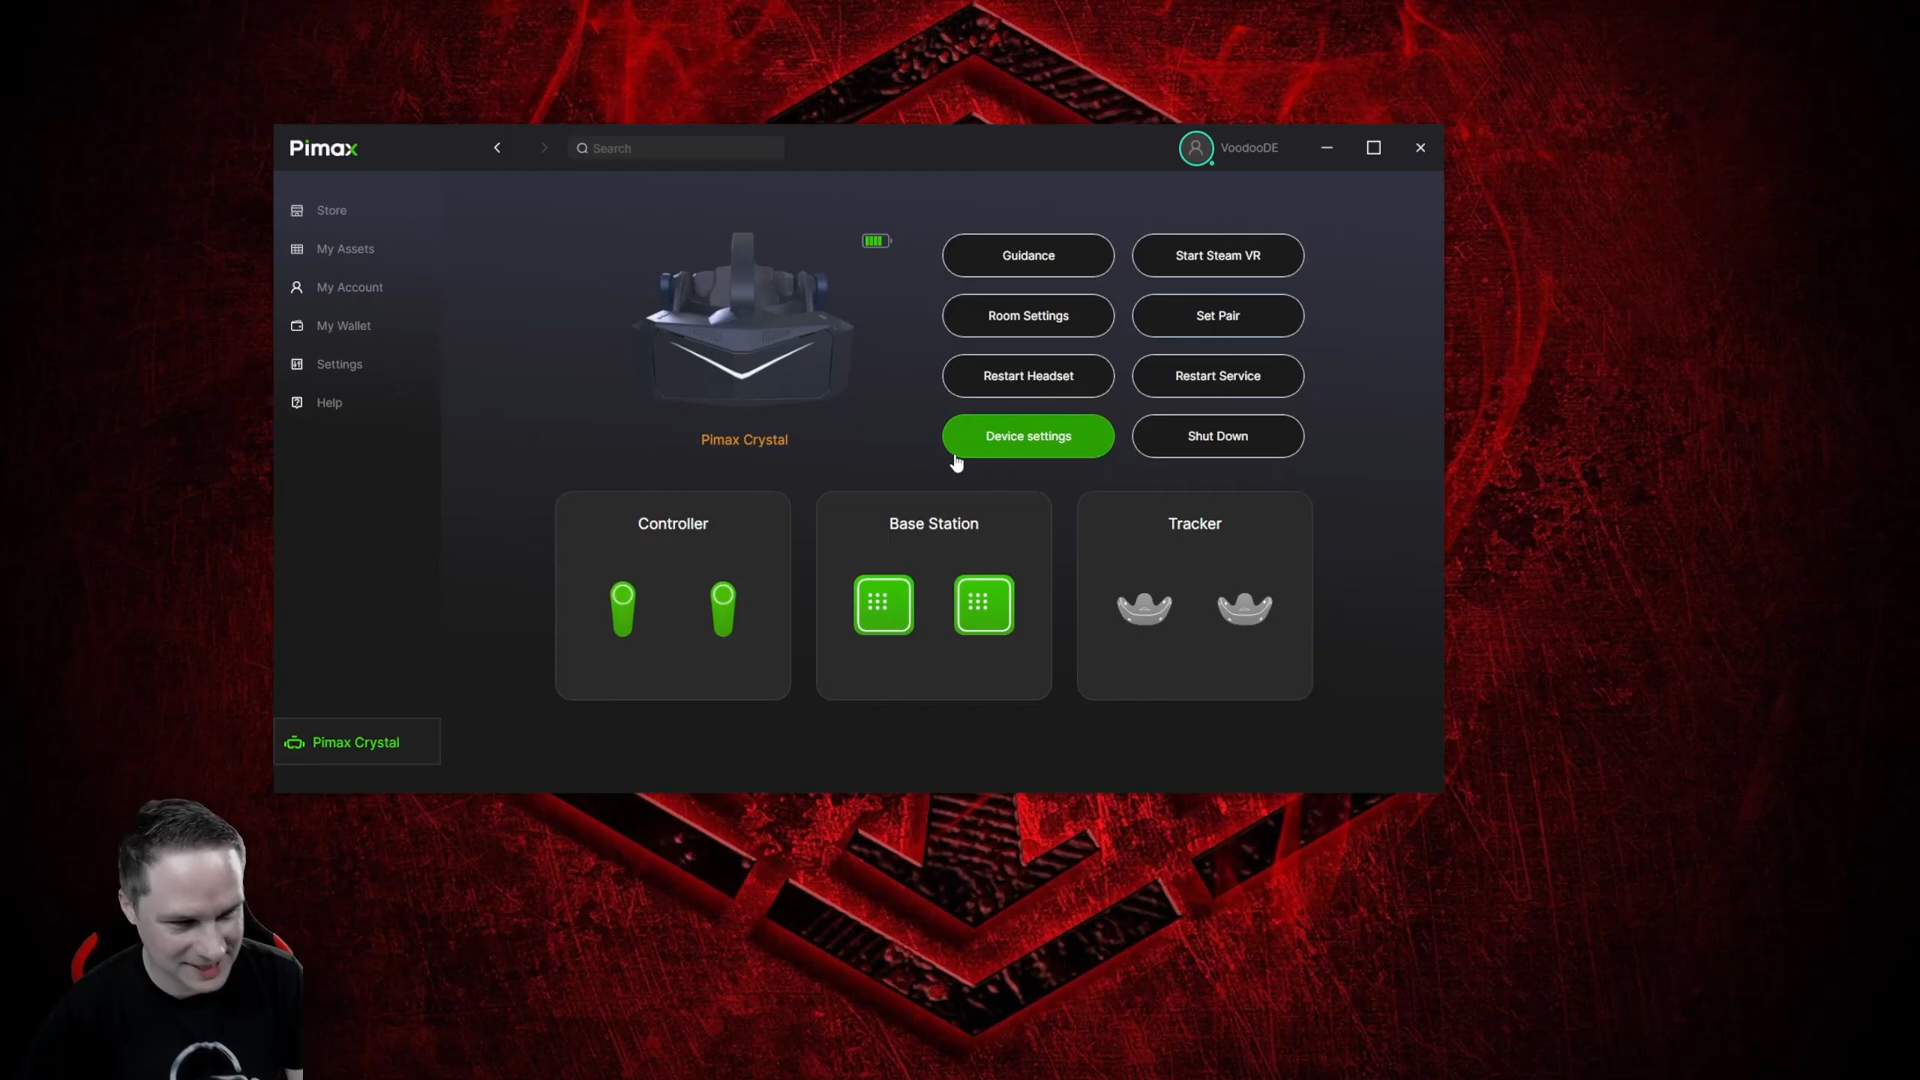 Pimax
Search
VoodooDE
Store
My Assets
My Account
My Wallet
Settings
Help
Guidance
Start Steam VR
Room Settings
Set Pair
Restart Headset
Restart Service
Device settings
Shut Down
Pimax Crystal
Controller
Base Station
Tracker
Pimax Crystal